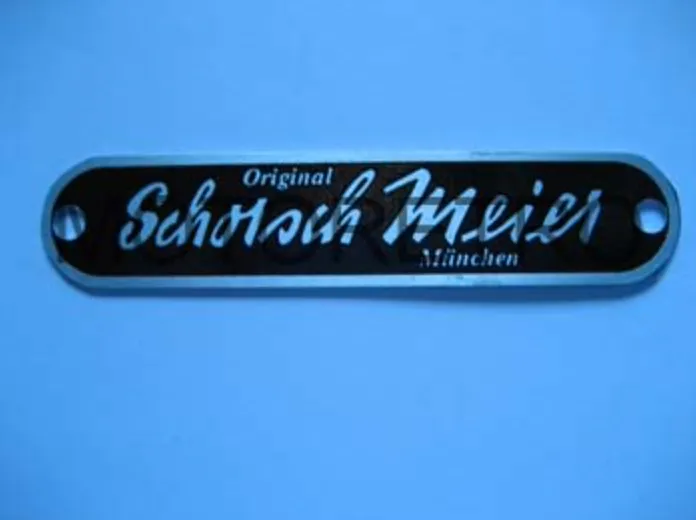 Original
Schorsch Meier
München